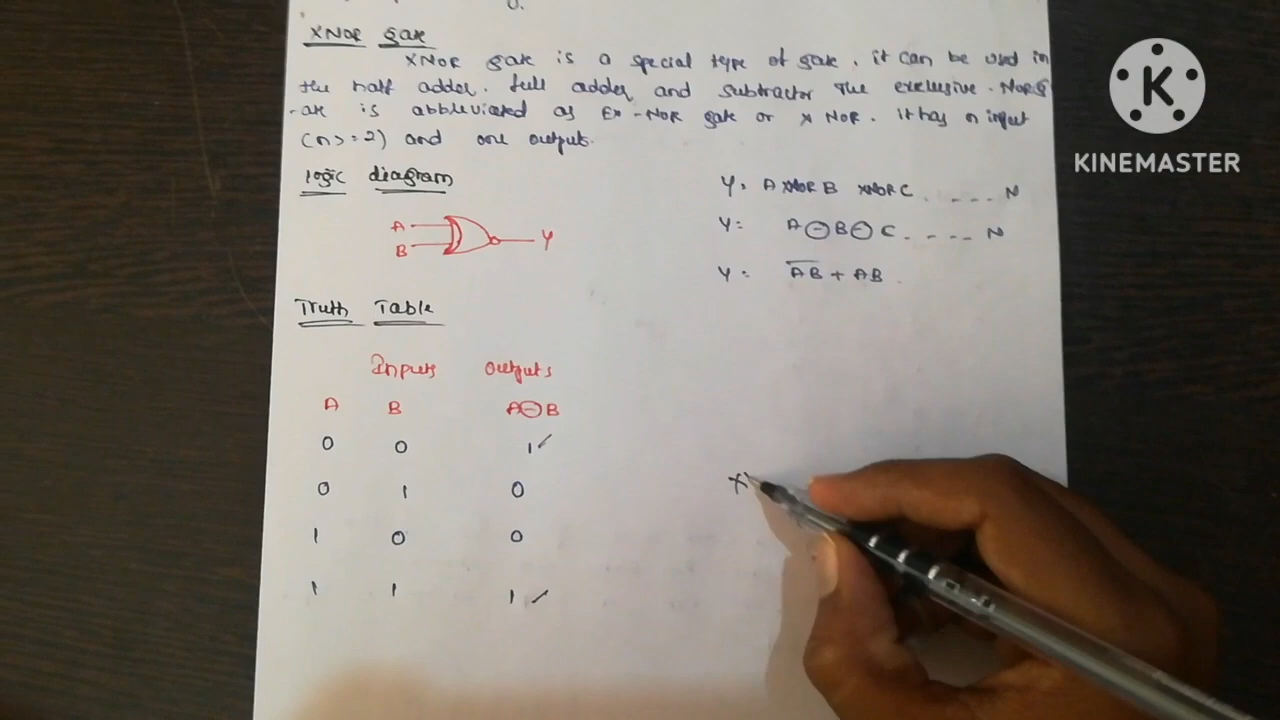 XNOR gate
XNOR gate is a special type of gate. it can be used in
the half adder. full adder and subtractor The exclusive-NORG
-ate is abbleviated as Ex-NOR gate or XNOR. It has n input
(n>=2) and one output.
Logic diagram
A
B
Y
Y = A XNOR B XNOR C . . . . . N
Y = A ⊖ B ⊖ C . - - - - N
Y = A̅B̅ + AB .
Truth Table
Inputs Outputs
A B A⊖B
0 0 1 ✓
0 1 0
1 0 0
1 1 1 ✓
X
K
KINEMASTER